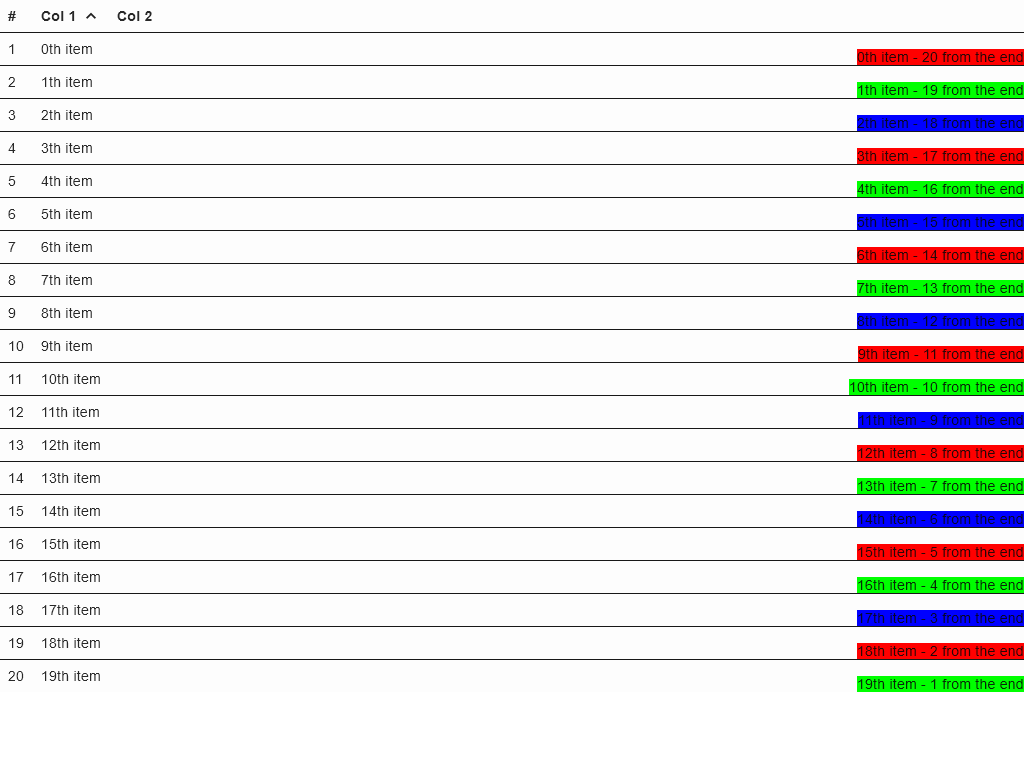 # Col 1 Col 2
1 0th item 0th item - 20 from the end
2 1th item 1th item - 19 from the end
3 2th item 2th item - 18 from the end
4 3th item 3th item - 17 from the end
5 4th item 4th item - 16 from the end
6 5th item 5th item - 15 from the end
7 6th item 6th item - 14 from the end
8 7th item 7th item - 13 from the end
9 8th item 8th item - 12 from the end
10 9th item 9th item - 11 from the end
11 10th item 10th item - 10 from the end
12 11th item 11th item - 9 from the end
13 12th item 12th item - 8 from the end
14 13th item 13th item - 7 from the end
15 14th item 14th item - 6 from the end
16 15th item 15th item - 5 from the end
17 16th item 16th item - 4 from the end
18 17th item 17th item - 3 from the end
19 18th item 18th item - 2 from the end
20 19th item 19th item - 1 from the end